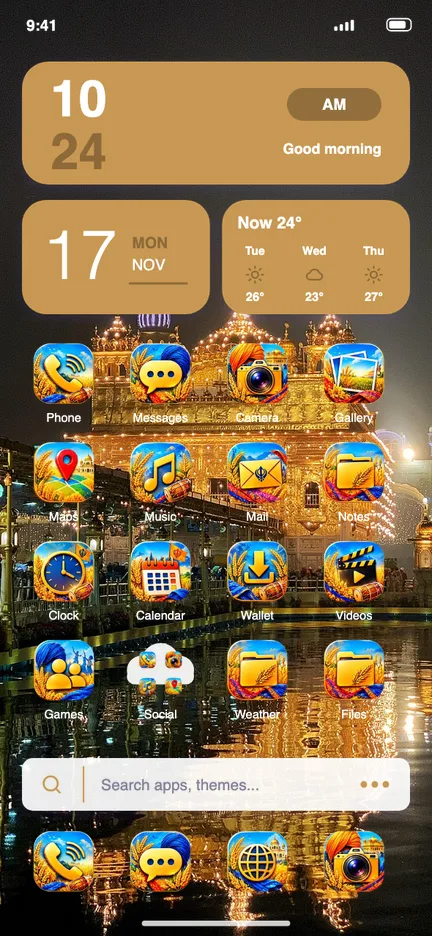 9:41
10
24
AM
Good morning
17
MON
NOV
Now 24°
Tue Wed Thu
26° 23° 27°
Phone Messages Camera Gallery
Maps Music Mail Notes
Clock Calendar Wallet Videos
Games Social Weather Files
Search apps, themes...